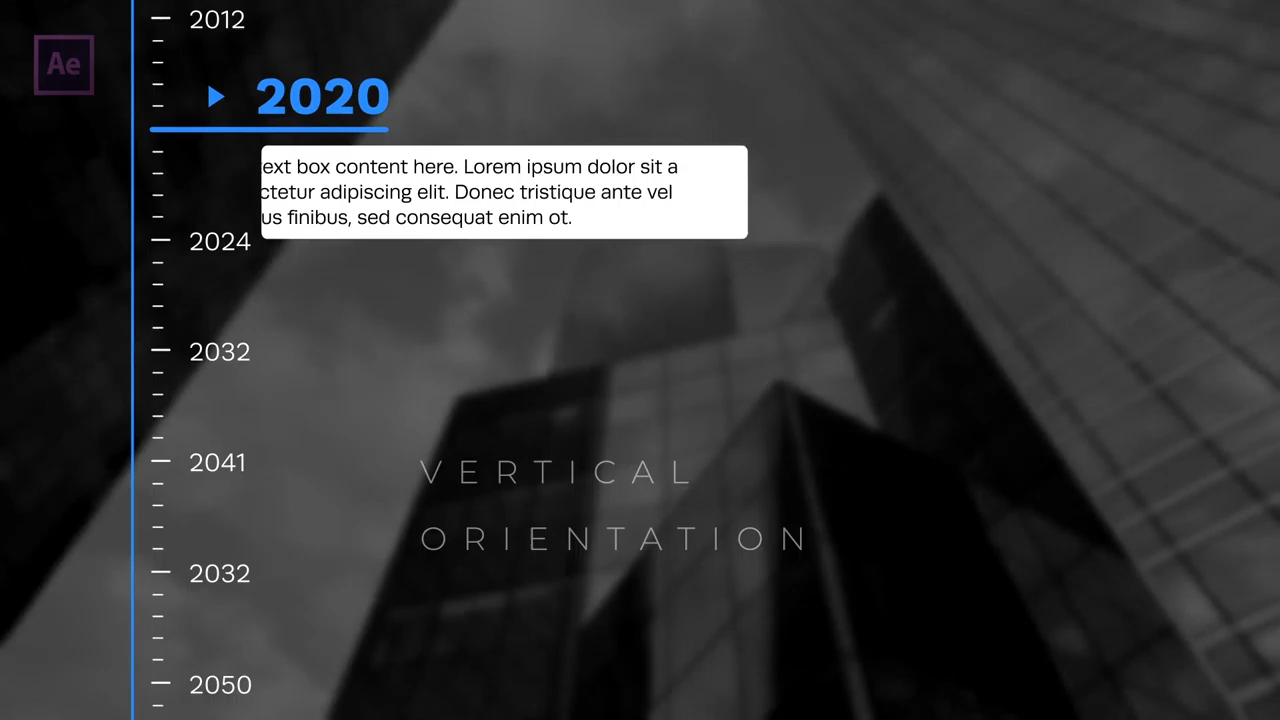 2012
Ae
2020
ext box content here. Lorem ipsum dolor sit a
ctetur adipiscing elit. Donec tristique ante vel
us finibus, sed consequat enim ot.
2024
2032
2041
VERTICAL
ORIENTATION
2032
2050